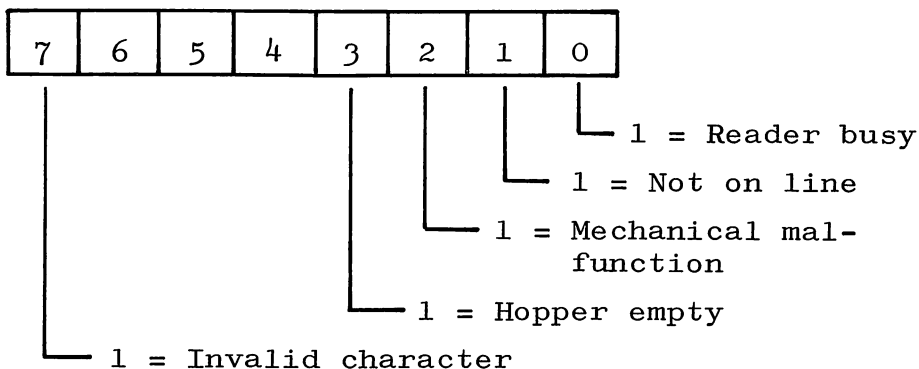 7 6 5 4 3 2 1 0
1 = Reader busy
1 = Not on line
1 = Mechanical mal-
function
1 = Hopper empty
1 = Invalid character